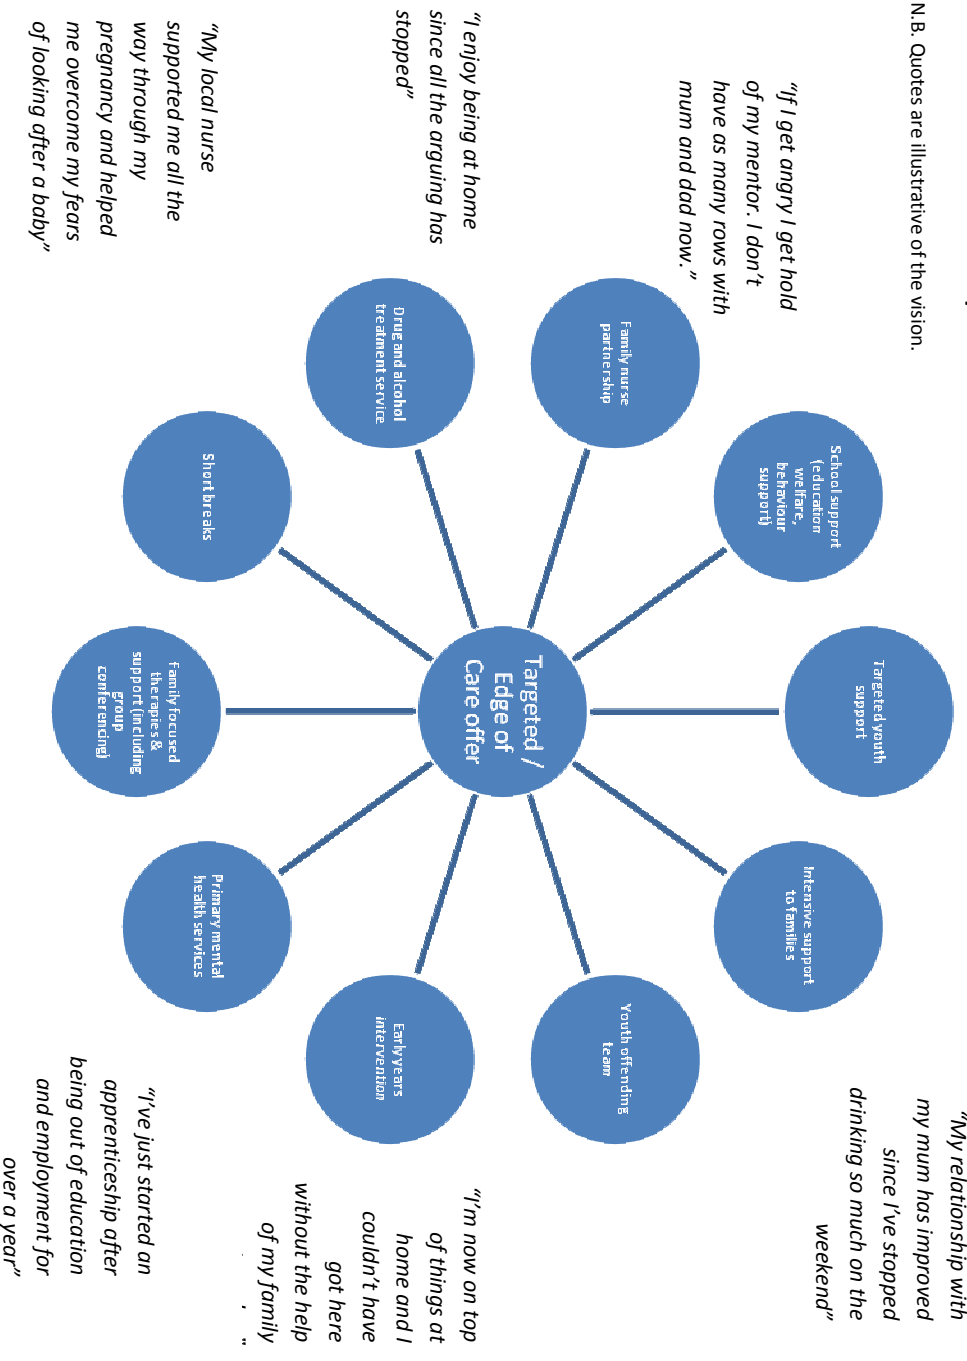 "My relationship with
my mum has improved
since I've stopped
drinking so much on the
weekend"
N.B. Quotes are illustrative of the vision.
"If I get angry I get hold
of my mentor. I don't
have as many rows with
mum and dad now."
Targeted youth
support
School support
(education
welfare,
behaviour
support)
Intensive support
to families
Family nurse
partnership
Youth offending
team
Targeted /
Edge of
Care offer
"I enjoy being at home
since all the arguing has
stopped"
Drug and alcohol
treatment service
Early years
intervention
"I'm now on top
of things at
home and I
couldn't have
got here
without the help
of my family
Short breaks
Primary mental
health services
Family focused
therapies &
support (including
group
conferencing)
"My local nurse
supported me all the
way through my
pregnancy and helped
me overcome my fears
of looking after a baby"
"I've just started an
apprenticeship after
being out of education
and employment for
over a year"